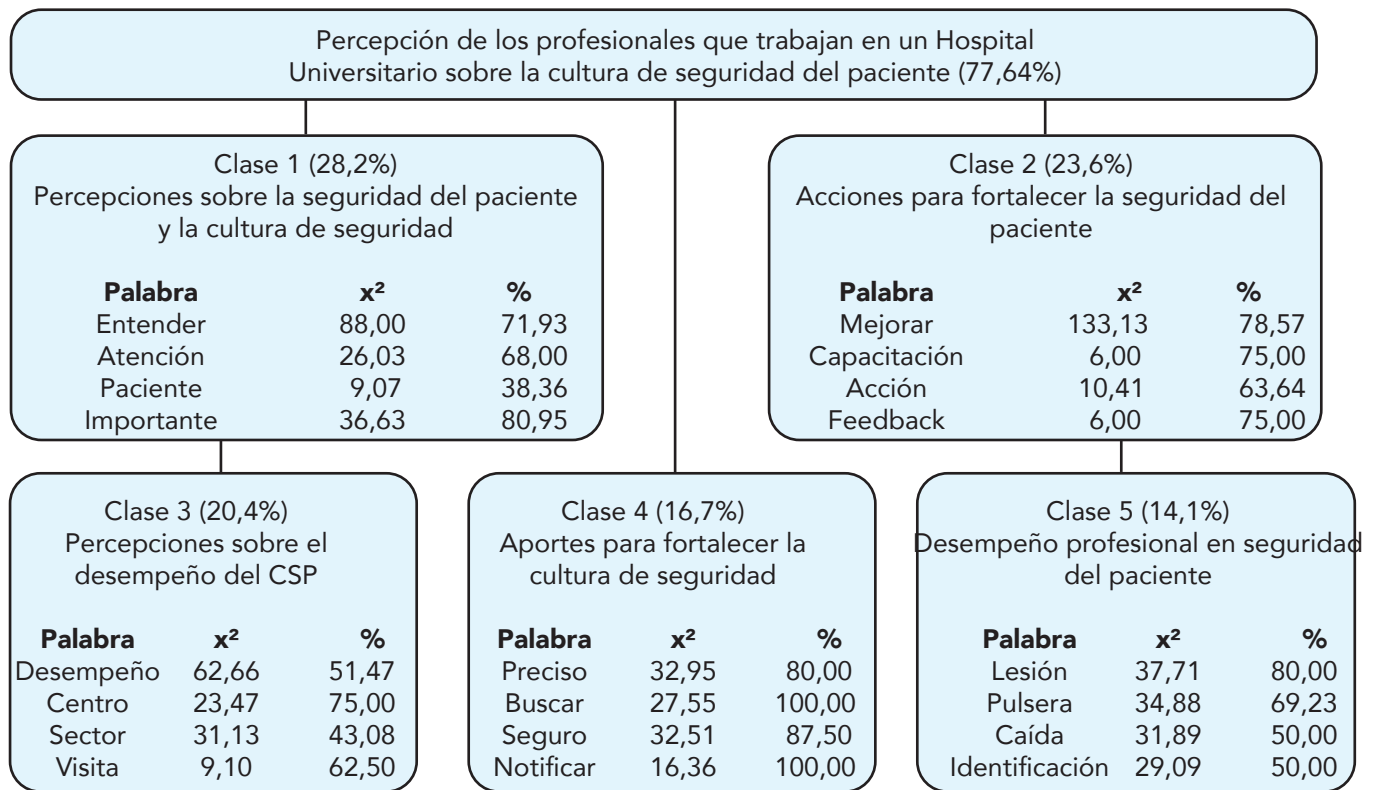 Percepción de los profesionales que trabajan en un Hospital
Universitario sobre la cultura de seguridad del paciente (77,64%)
Clase 1 (28,2%)
Percepciones sobre la seguridad del paciente
y la cultura de seguridad
Palabra x² %
Entender 88,00 71,93
Atención 26,03 68,00
Paciente 9,07 38,36
Importante 36,63 80,95
Clase 2 (23,6%)
Acciones para fortalecer la seguridad del
paciente
Palabra x² %
Mejorar 133,13 78,57
Capacitación 6,00 75,00
Acción 10,41 63,64
Feedback 6,00 75,00
Clase 3 (20,4%)
Percepciones sobre el
desempeño del CSP
Palabra x² %
Desempeño 62,66 51,47
Centro 23,47 75,00
Sector 31,13 43,08
Visita 9,10 62,50
Clase 4 (16,7%)
Aportes para fortalecer la
cultura de seguridad
Palabra x² %
Preciso 32,95 80,00
Buscar 27,55 100,00
Seguro 32,51 87,50
Notificar 16,36 100,00
Clase 5 (14,1%)
Desempeño profesional en seguridad
del paciente
Palabra x² %
Lesión 37,71 80,00
Pulsera 34,88 69,23
Caída 31,89 50,00
Identificación 29,09 50,00